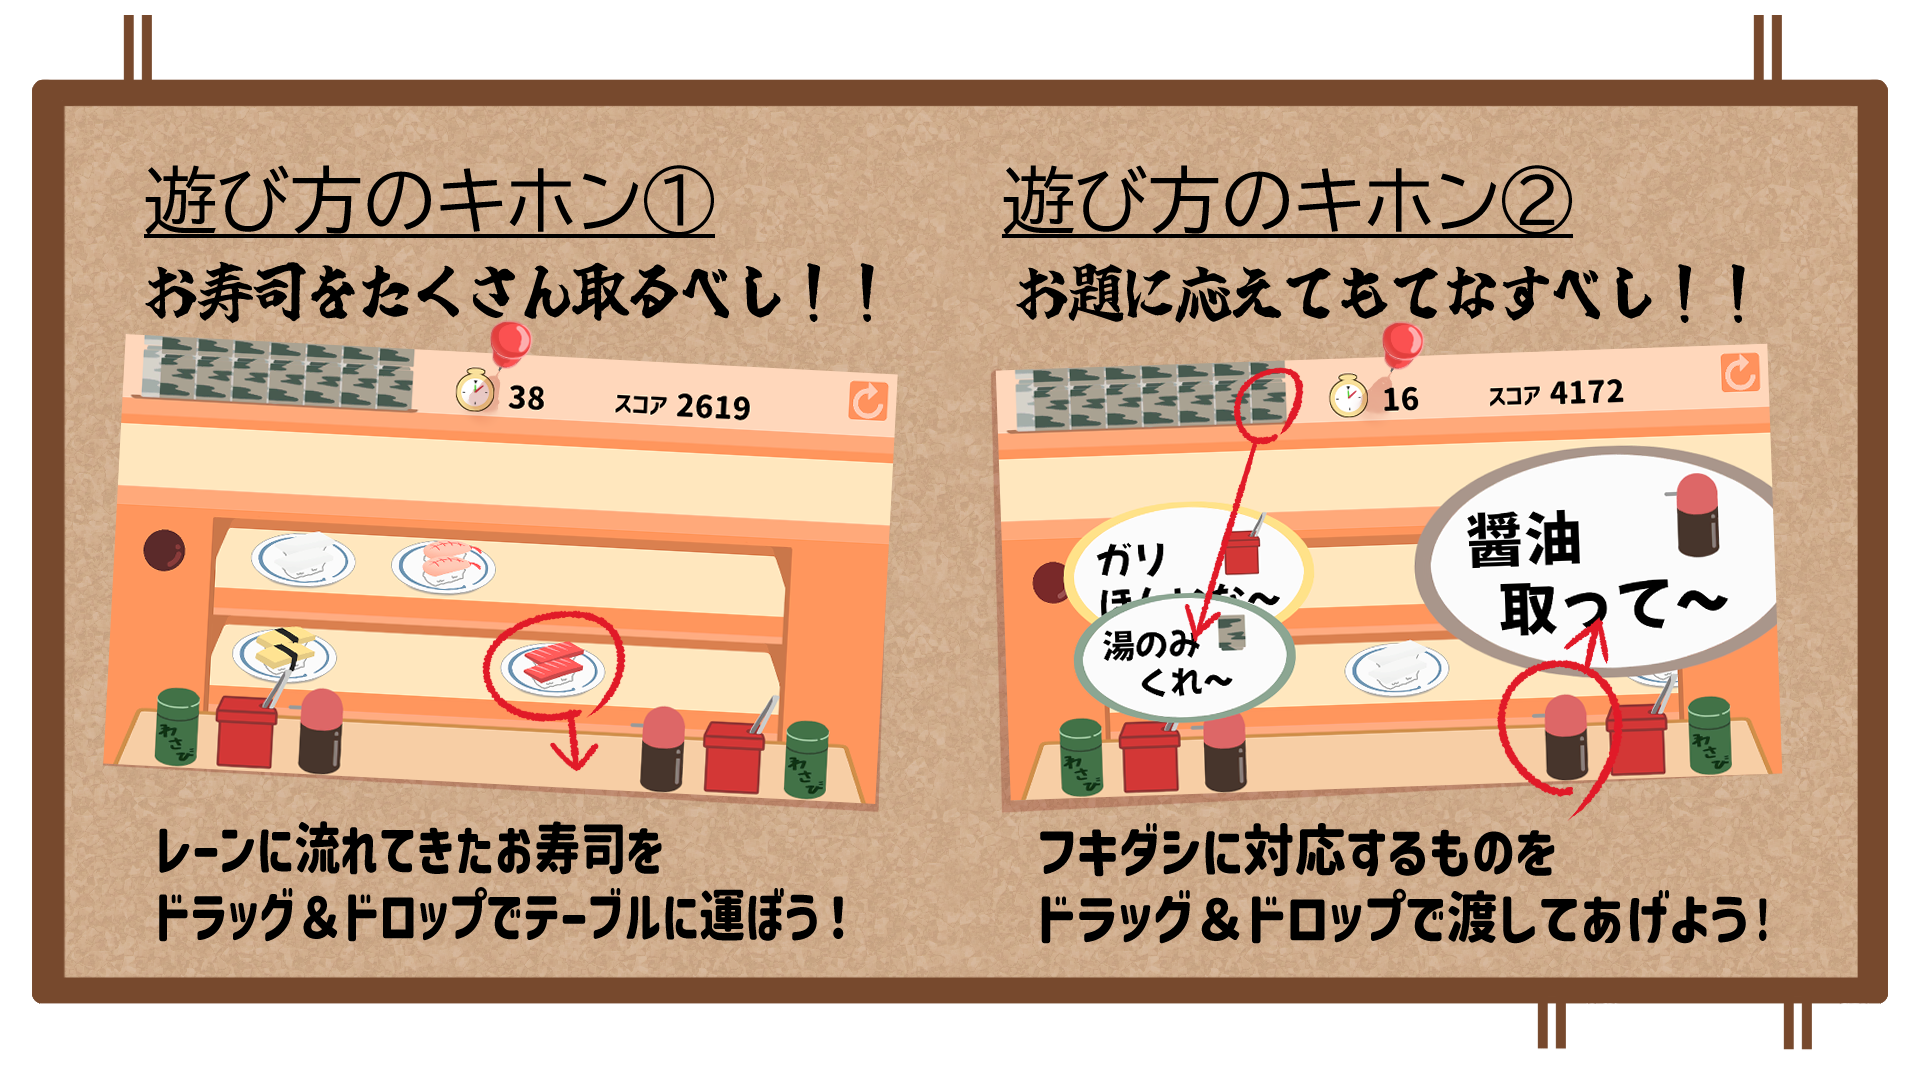 遊び方のキホン①
お寿司をたくさん取るべし！！
38
スコア 2619
わさび
わさび
レーンに流れてきたお寿司を
ドラッグ＆ドロップでテーブルに運ぼう！
遊び方のキホン②
お題に応えてもてなすべし！！
16
スコア 4172
醤油
取って～
ガリ
湯のみ
くれ～
わさび
わさび
フキダシに対応するものを
ドラッグ＆ドロップで渡してあげよう！